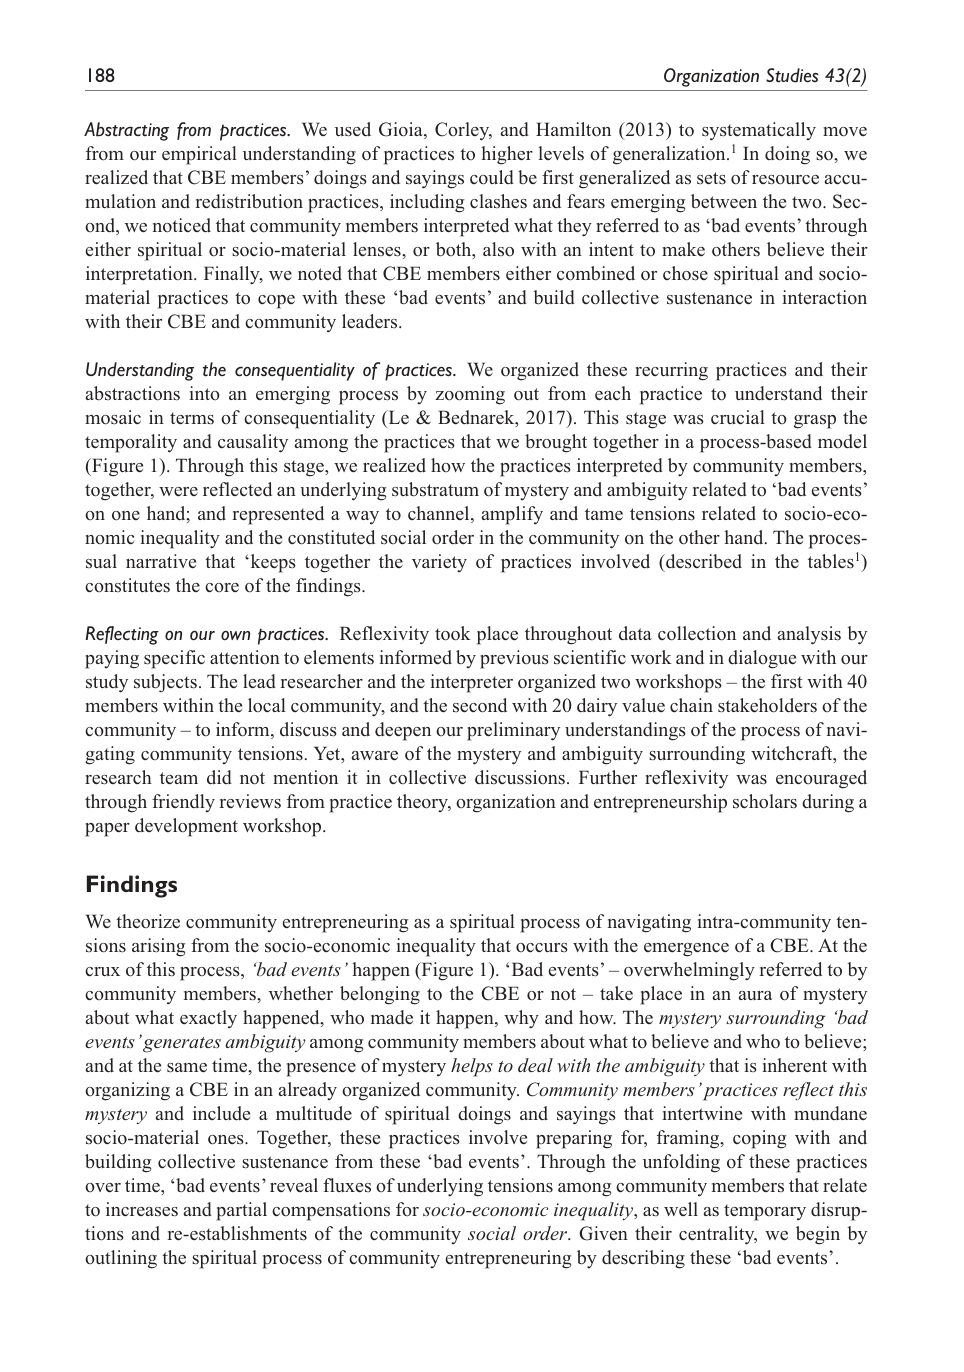 188
Organization Studies 43(2)
Abstracting from practices. We used Gioia, Corley, and Hamilton (2013) to systematically move
from our empirical understanding of practices to higher levels of generalization.1 In doing so, we
realized that CBE members’ doings and sayings could be first generalized as sets of resource accu-
mulation and redistribution practices, including clashes and fears emerging between the two. Sec-
ond, we noticed that community members interpreted what they referred to as ‘bad events’ through
either spiritual or socio-material lenses, or both, also with an intent to make others believe their
interpretation. Finally, we noted that CBE members either combined or chose spiritual and socio-
material practices to cope with these ‘bad events’ and build collective sustenance in interaction
with their CBE and community leaders.
Understanding the consequentiality of practices. We organized these recurring practices and their
abstractions into an emerging process by zooming out from each practice to understand their
mosaic in terms of consequentiality (Le & Bednarek, 2017). This stage was crucial to grasp the
temporality and causality among the practices that we brought together in a process-based model
(Figure 1). Through this stage, we realized how the practices interpreted by community members,
together, were reflected an underlying substratum of mystery and ambiguity related to ‘bad events’
on one hand; and represented a way to channel, amplify and tame tensions related to socio-eco-
nomic inequality and the constituted social order in the community on the other hand. The proces-
sual narrative that ‘keeps together the variety of practices involved (described in the tables1)
constitutes the core of the findings.
Reflecting on our own practices. Reflexivity took place throughout data collection and analysis by
paying specific attention to elements informed by previous scientific work and in dialogue with our
study subjects. The lead researcher and the interpreter organized two workshops – the first with 40
members within the local community, and the second with 20 dairy value chain stakeholders of the
community – to inform, discuss and deepen our preliminary understandings of the process of navi-
gating community tensions. Yet, aware of the mystery and ambiguity surrounding witchcraft, the
research team did not mention it in collective discussions. Further reflexivity was encouraged
through friendly reviews from practice theory, organization and entrepreneurship scholars during a
paper development workshop.
Findings
We theorize community entrepreneuring as a spiritual process of navigating intra-community ten-
sions arising from the socio-economic inequality that occurs with the emergence of a CBE. At the
crux of this process, ‘bad events’ happen (Figure 1). ‘Bad events’ – overwhelmingly referred to by
community members, whether belonging to the CBE or not – take place in an aura of mystery
about what exactly happened, who made it happen, why and how. The mystery surrounding ‘bad
events’ generates ambiguity among community members about what to believe and who to believe;
and at the same time, the presence of mystery helps to deal with the ambiguity that is inherent with
organizing a CBE in an already organized community. Community members’ practices reflect this
mystery and include a multitude of spiritual doings and sayings that intertwine with mundane
socio-material ones. Together, these practices involve preparing for, framing, coping with and
building collective sustenance from these ‘bad events’. Through the unfolding of these practices
over time, ‘bad events’ reveal fluxes of underlying tensions among community members that relate
to increases and partial compensations for socio-economic inequality, as well as temporary disrup-
tions and re-establishments of the community social order. Given their centrality, we begin by
outlining the spiritual process of community entrepreneuring by describing these ‘bad events’.